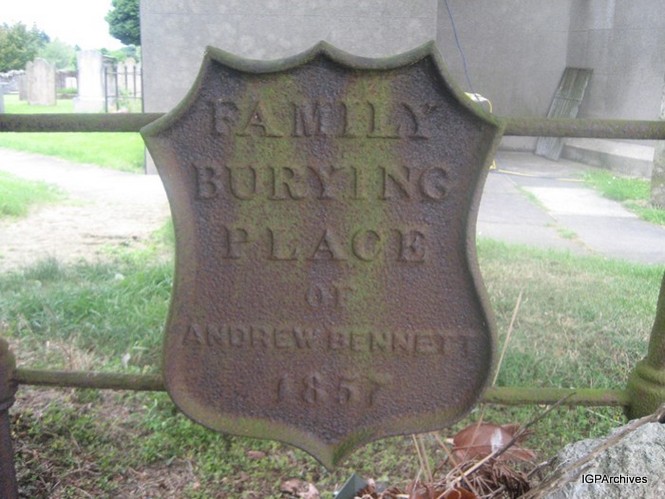 FAMILY
BURYING
PLACE
OF
ANDREW BENNETT
1857
IGPArchives